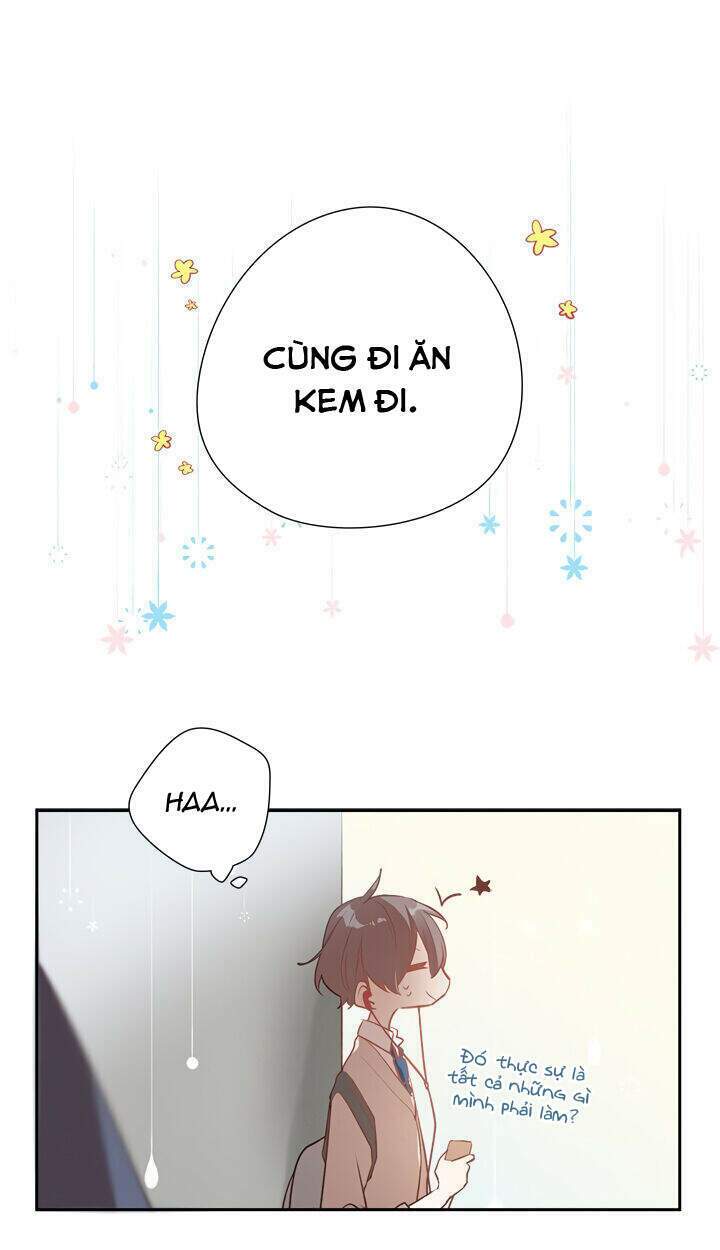 CÙNG ĐI ĂN
KEM ĐI.
HAA...
Đó thực sự là
tất cả những gì
mình phải làm?